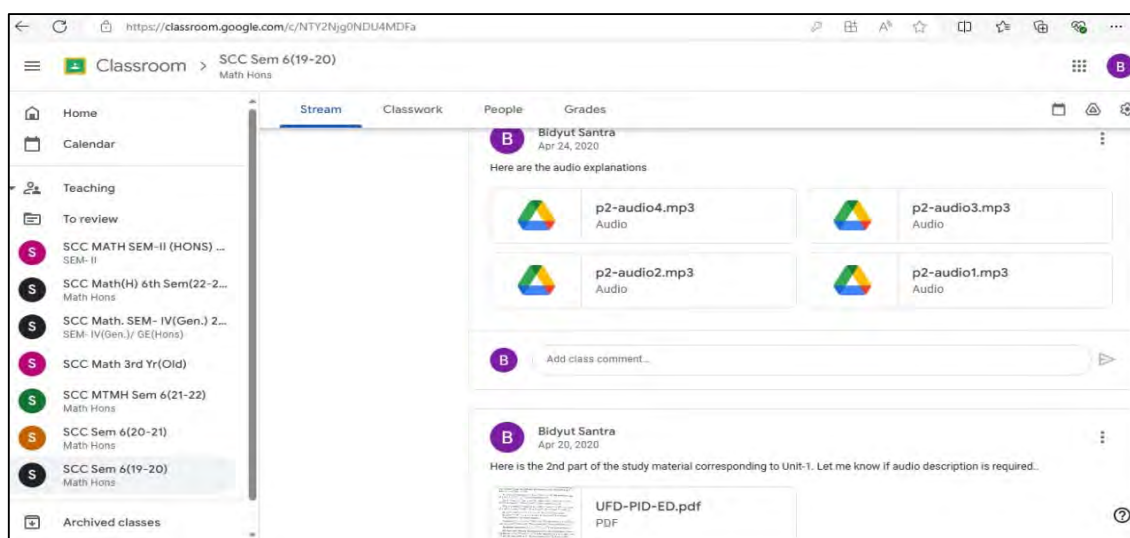 https://classroom.google.com/c/NTY2Njg0NDU4MDFa
Classroom > SCC Sem 6(19-20)
Math Hons
B
Home
Calendar
Teaching
To review
S SCC MATH SEM-II (HONS) ...
SEM- II
S SCC Math(H) 6th Sem(22-2...
Math Hons
S SCC Math. SEM- IV(Gen.) 2...
SEM- IV(Gen.)/ GE(Hons)
S SCC Math 3rd Yr(Old)
S SCC MTMH Sem 6(21-22)
Math Hons
S SCC Sem 6(20-21)
Math Hons
S SCC Sem 6(19-20)
Math Hons
Archived classes
Stream Classwork People Grades
B Bidyut Santra
Apr 24, 2020
Here are the audio explanations
p2-audio4.mp3
Audio
p2-audio3.mp3
Audio
p2-audio2.mp3
Audio
p2-audio1.mp3
Audio
B Add class comment...
B Bidyut Santra
Apr 20, 2020
Here is the 2nd part of the study material corresponding to Unit-1. Let me know if audio description is required..
UFD-PID-ED.pdf
PDF